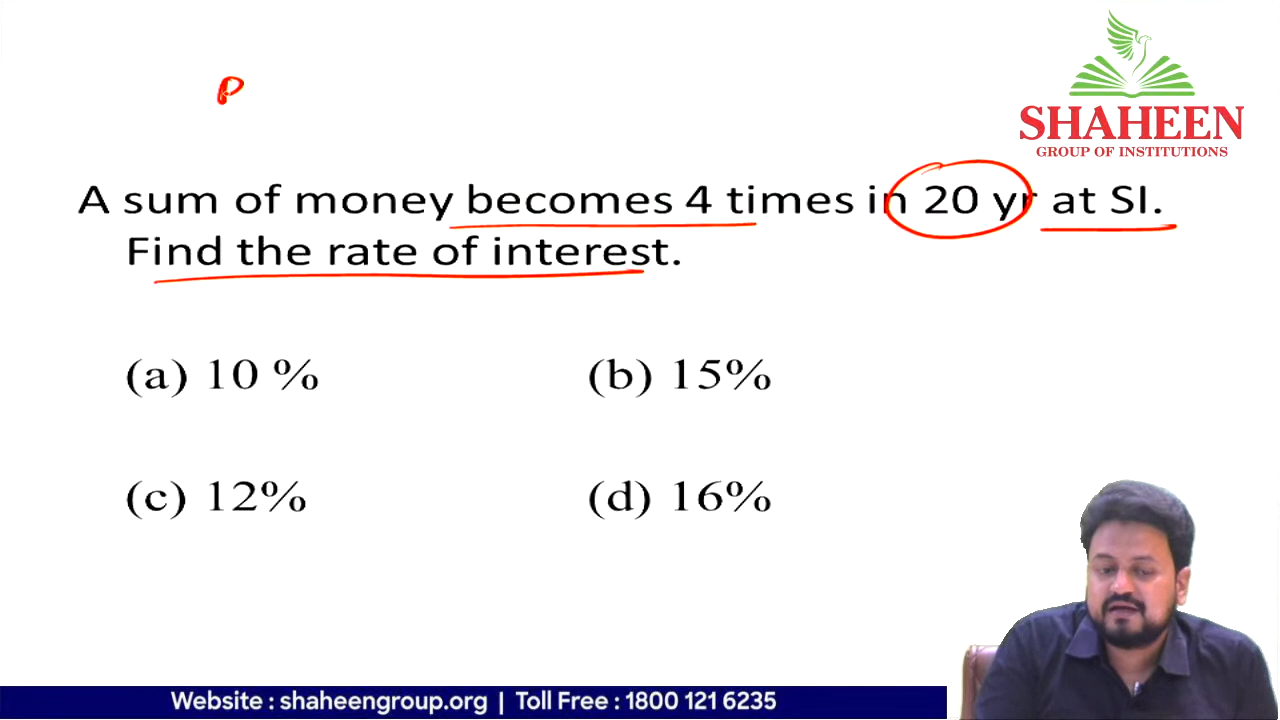 P
SHAHEEN
GROUP OF INSTITUTIONS
A sum of money becomes 4 times in 20 yr at SI.
Find the rate of interest.
(a) 10 % (b) 15%
(c) 12% (d) 16%
Website : shaheengroup.org | Toll Free : 1800 121 6235